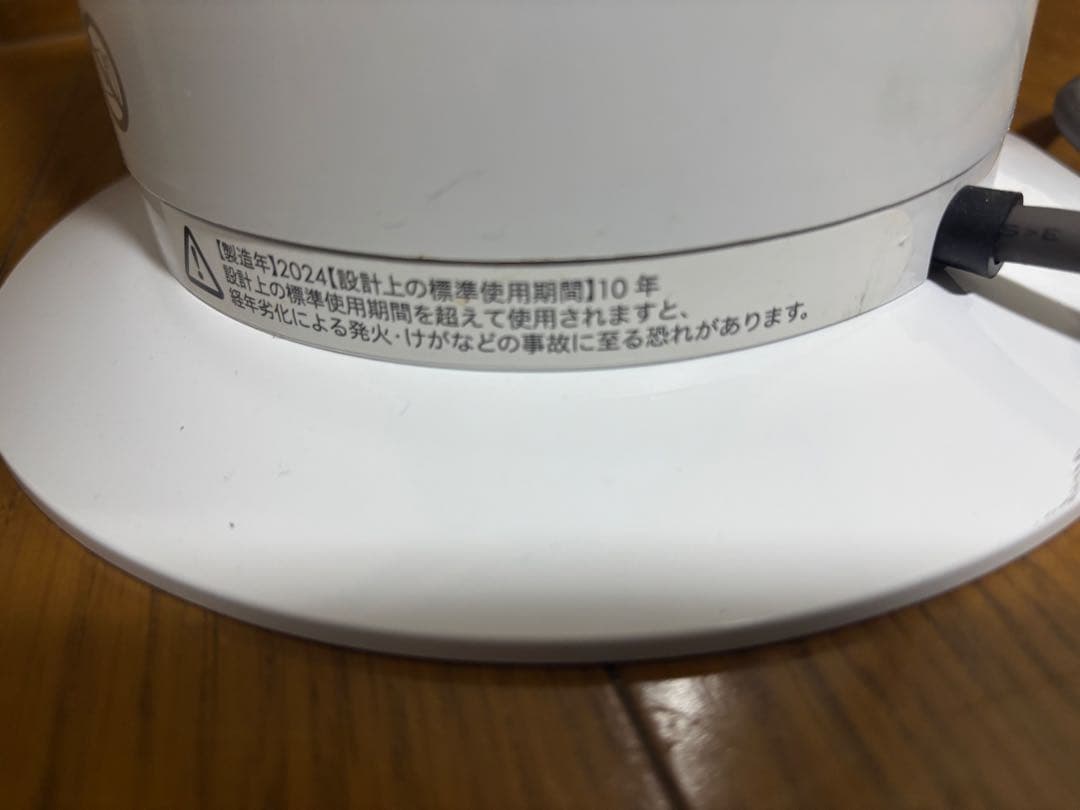 【製造年】2024【設計上の標準使用期間】10年
設計上の標準使用期間を超えて使用されますと、
経年劣化による発火・けがなどの事故に至る恐れがあります。